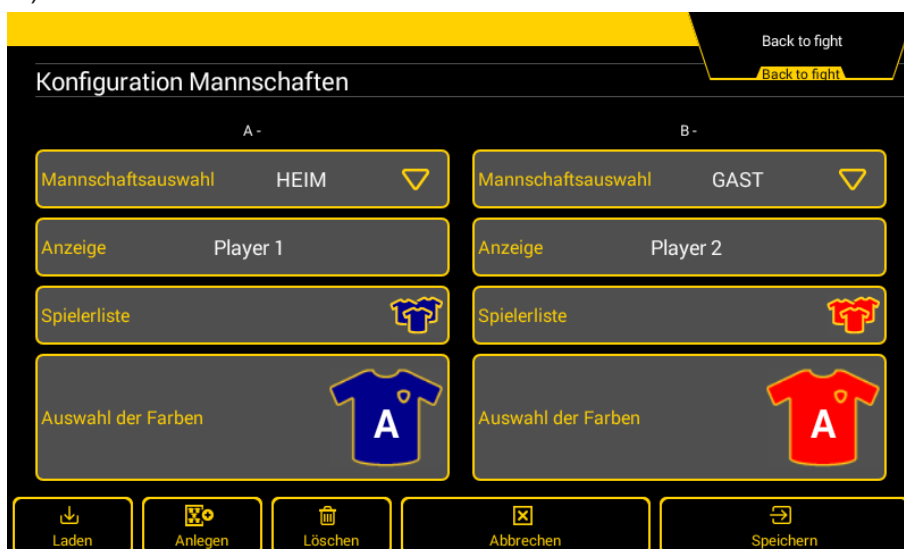 Back to fight
Back to fight
Konfiguration Mannschaften
A -
B -
Mannschaftsauswahl HEIM
Mannschaftsauswahl GAST
Anzeige Player 1
Anzeige Player 2
Spielerliste
Spielerliste
Auswahl der Farben A
Auswahl der Farben A
Laden
Anlegen
Löschen
Abbrechen
Speichern